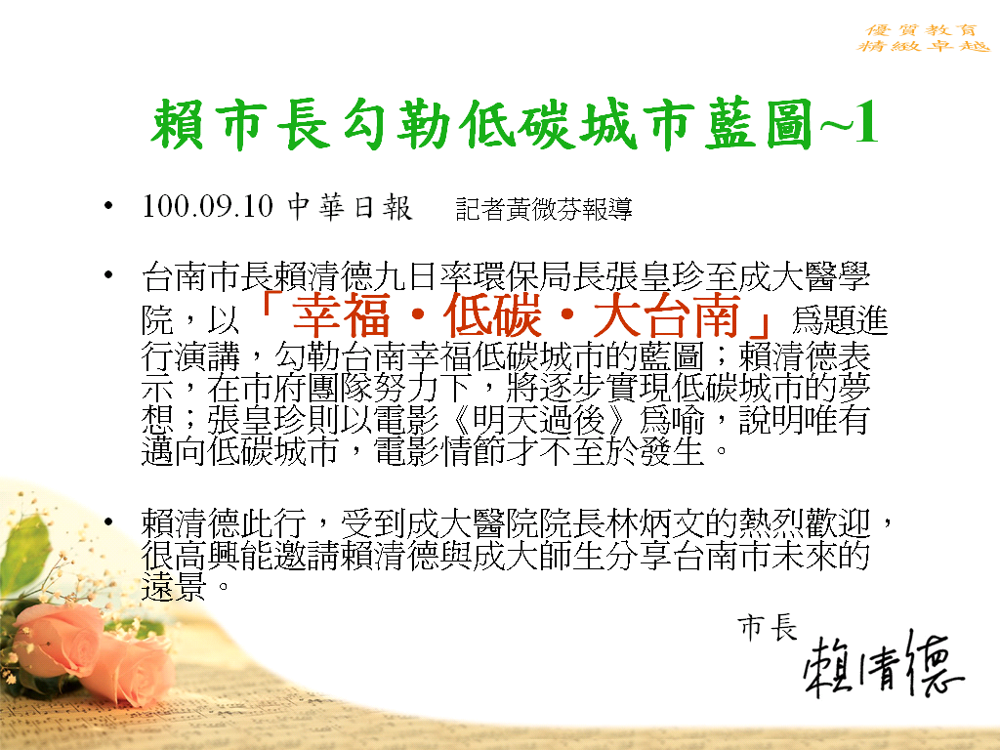 優質教育
精緻卓越
賴市長勾勒低碳城市藍圖~1
• 100.09.10 中華日報 記者黃微芬報導
• 台南市長賴清德九日率環保局長張皇珍至成大醫學
院，以「幸福‧低碳‧大台南」為題進
行演講，勾勒台南幸福低碳城市的藍圖；賴清德表
示，在市府團隊努力下，將逐步實現低碳城市的夢
想；張皇珍則以電影《明天過後》為喻，說明唯有
邁向低碳城市，電影情節才不至於發生。
• 賴清德此行，受到成大醫院院長林炳文的熱烈歡迎，
很高興能邀請賴清德與成大師生分享台南市未來的
遠景。
市長
賴清德